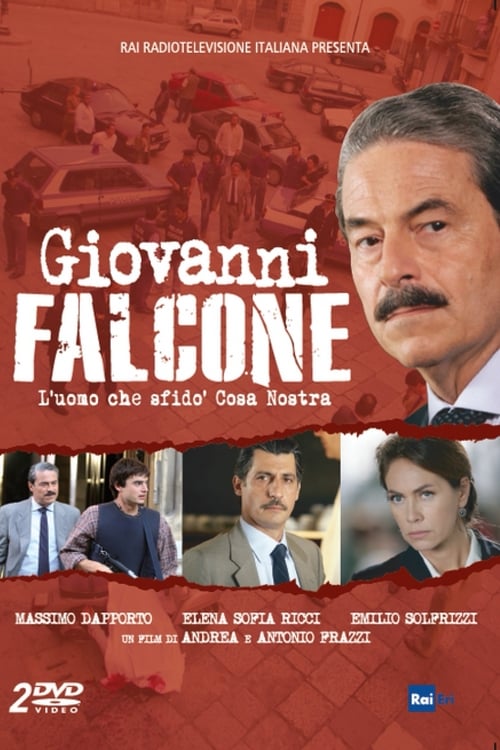 RAI RADIOTELEVISIONE ITALIANA PRESENTA
Giovanni
FALCONE
L'uomo che sfido' Cosa Nostra
MASSIMO DAPPORTO ELENA SOFIA RICCI EMILIO SOLFRIZZI
UN FILM DI ANDREA E ANTONIO FRAZZI
2 DVD VIDEO
Rai Eri